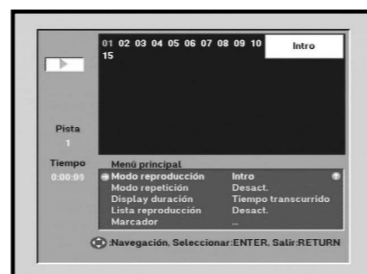 01 02 03 04 05 06 07 08 09 10
15
Intro
Pista
1
Tiempo
0:00:05
Menú principal
Modo reproducción Intro
Modo repetición Desact.
Display duración Tiempo transcurrido
Lista reproducción Desact.
Marcador ...
:Navegación, Seleccionar:ENTER, Salir:RETURN